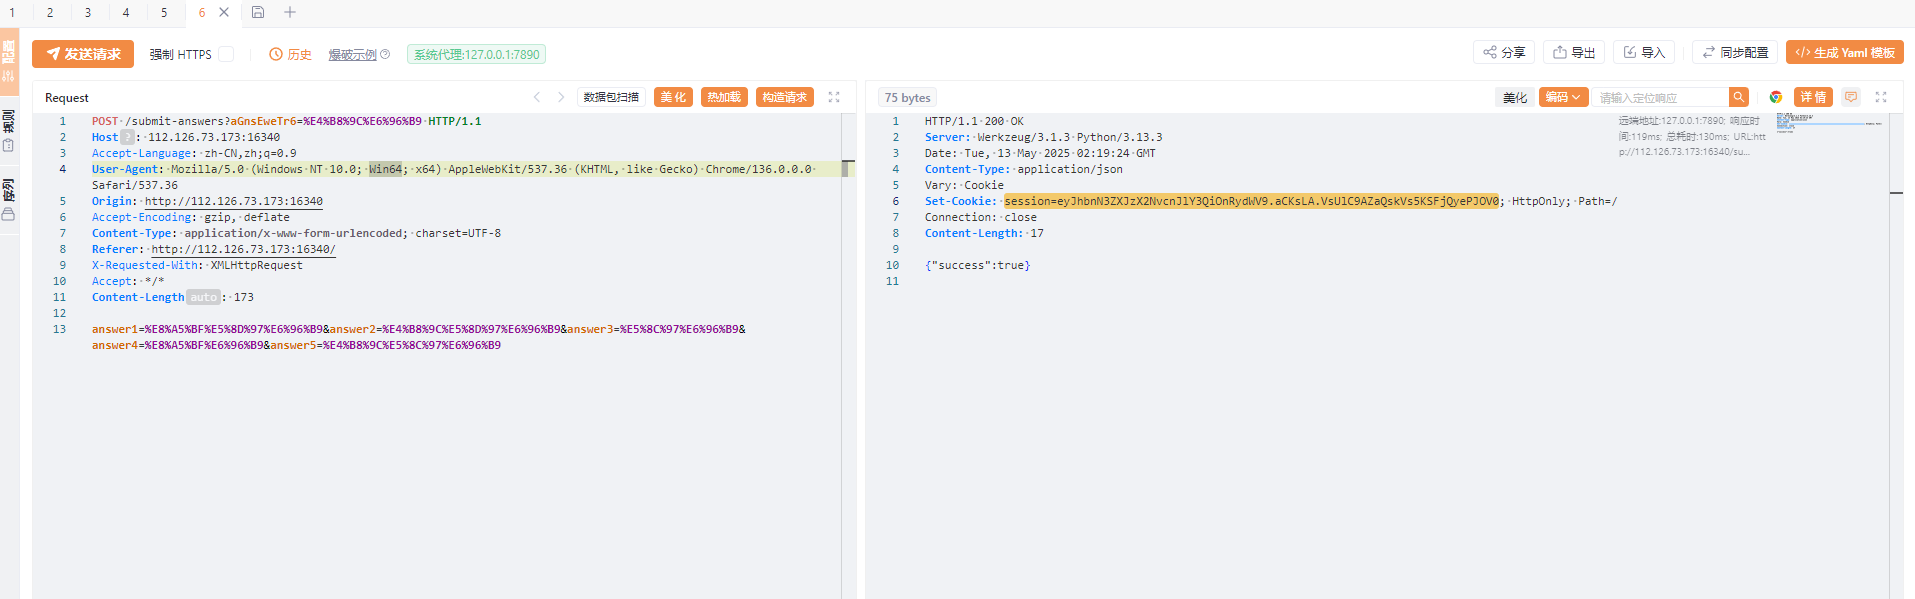 1 2 3 4 5 6
发送请求 强制 HTTPS 历史 爆破示例 系统代理:127.0.0.1:7890 分享 导出 导入 同步配置 生成 Yaml 模板
配置
规则
序列
Request 数据包扫描 美化 热加载 构造请求
1 POST /submit-answers?aGnsEweTr6=%E4%B8%9C%E6%96%B9 HTTP/1.1
2 Host ? : 112.126.73.173:16340
3 Accept-Language: zh-CN,zh;q=0.9
4 User-Agent: Mozilla/5.0 (Windows NT 10.0; Win64; x64) AppleWebKit/537.36 (KHTML, like Gecko) Chrome/136.0.0.0
Safari/537.36
5 Origin: http://112.126.73.173:16340
6 Accept-Encoding: gzip, deflate
7 Content-Type: application/x-www-form-urlencoded; charset=UTF-8
8 Referer: http://112.126.73.173:16340/
9 X-Requested-With: XMLHttpRequest
10 Accept: */*
11 Content-Length auto : 173
12
13 answer1=%E8%A5%BF%E5%8D%97%E6%96%B9&answer2=%E4%B8%9C%E5%8D%97%E6%96%B9&answer3=%E5%8C%97%E6%96%B9&
answer4=%E8%A5%BF%E6%96%B9&answer5=%E4%B8%9C%E5%8C%97%E6%96%B9
75 bytes 美化 编码 请输入定位响应 详情
1 HTTP/1.1 200 OK
2 Server: Werkzeug/3.1.3 Python/3.13.3
3 Date: Tue, 13 May 2025 02:19:24 GMT
4 Content-Type: application/json
5 Vary: Cookie
6 Set-Cookie: session=eyJhbnN3ZXJzX2NvcnJlY3QiOnRydWV9.aCKsLA.VsUlC9AZaQskVs5KSFjQyePJOV0; HttpOnly; Path=/
7 Connection: close
8 Content-Length: 17
9
10 {"success":true}
11
远端地址:127.0.0.1:7890; 响应时
间:119ms; 总耗时:130ms; URL:htt
p://112.126.73.173:16340/su...